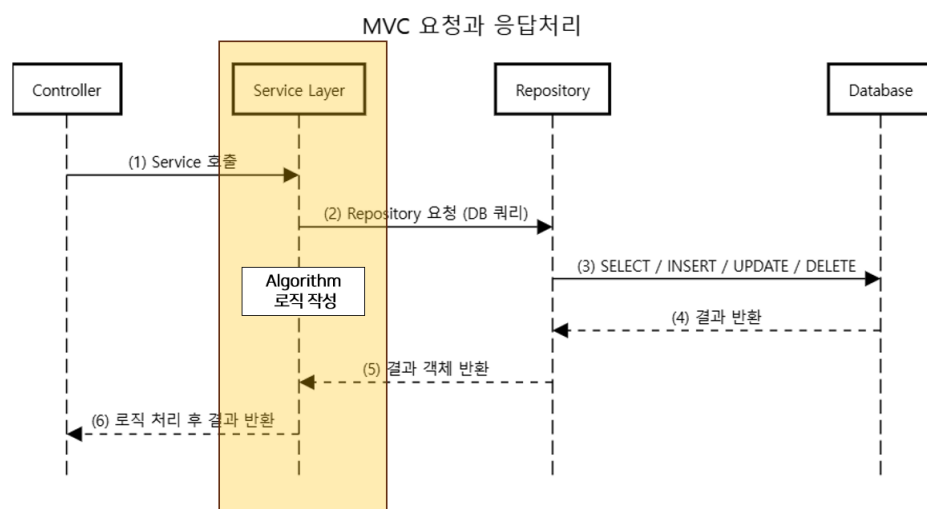 MVC 요청과 응답처리
Controller
Service Layer
Repository
Database
(1) Service 호출
(2) Repository 요청 (DB 쿼리)
(3) SELECT / INSERT / UPDATE / DELETE
Algorithm
로직 작성
(4) 결과 반환
(5) 결과 객체 반환
(6) 로직 처리 후 결과 반환